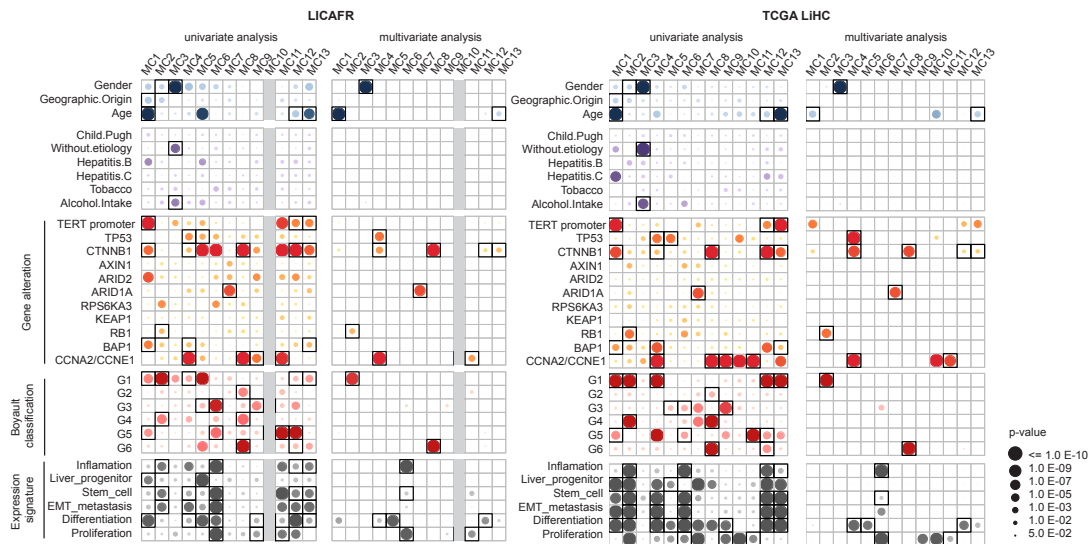 LICAFR
TCGA LiHC
univariate analysis
multivariate analysis
univariate analysis
multivariate analysis
MC1 MC2 MC3 MC4 MC5 MC6 MC7 MC8 MC9 MC10 MC11 MC12 MC13
MC1 MC2 MC3 MC4 MC5 MC6 MC7 MC8 MC9 MC10 MC11 MC12 MC13
MC1 MC2 MC3 MC4 MC5 MC6 MC7 MC8 MC9 MC10 MC11 MC12 MC13
MC1 MC2 MC3 MC4 MC5 MC6 MC7 MC8 MC9 MC10 MC11 MC12 MC13
Gender
Geographic.Origin
Age
Child.Pugh
Without.etiology
Hepatitis.B
Hepatitis.C
Tobacco
Alcohol.Intake
Gene alteration
TERT promoter
TP53
CTNNB1
AXIN1
ARID2
ARID1A
RPS6KA3
KEAP1
RB1
BAP1
CCNA2/CCNE1
Boyault
classification
G1
G2
G3
G4
G5
G6
Expression
signature
Inflamation
Liver_progenitor
Stem_cell
EMT_metastasis
Differentiation
Proliferation
Gender
Geographic.Origin
Age
Child.Pugh
Without.etiology
Hepatitis.B
Hepatitis.C
Tobacco
Alcohol.Intake
TERT promoter
TP53
CTNNB1
AXIN1
ARID2
ARID1A
RPS6KA3
KEAP1
RB1
BAP1
CCNA2/CCNE1
G1
G2
G3
G4
G5
G6
Inflamation
Liver_progenitor
Stem_cell
EMT_metastasis
Differentiation
Proliferation
p-value
<= 1.0 E-10
1.0 E-09
1.0 E-07
1.0 E-05
1.0 E-03
1.0 E-02
5.0 E-02